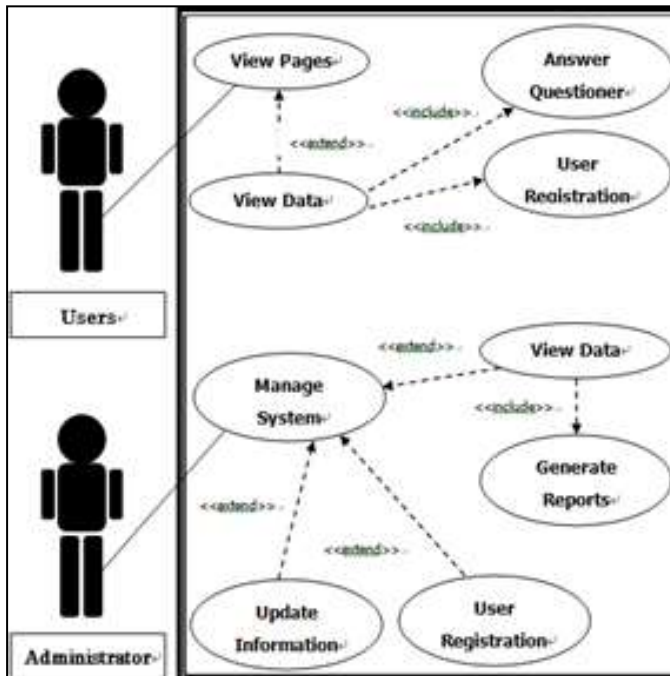 View Pages
Answer
Questioner
<<include>>
<<extend>>
View Data
User
Registration
<<include>>
Users
<<extend>>
View Data
Manage
System
<<include>>
Generate
Reports
<<extend>>
<<extend>>
Update
Information
User
Registration
Administrator